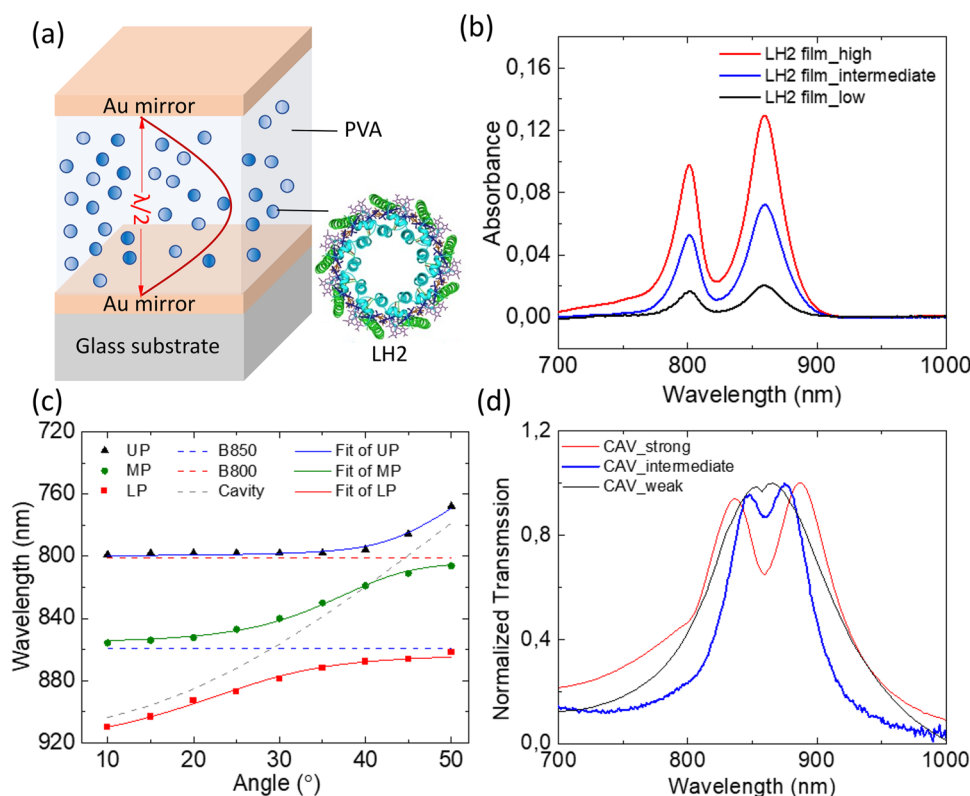 (a)
Au mirror
PVA
λ/2
Au mirror
Glass substrate
LH2
(b)
Absorbance
0,16
0,12
0,08
0,04
0,00
LH2 film_high
LH2 film_intermediate
LH2 film_low
700 800 900 1000
Wavelength (nm)
(c)
Wavelength (nm)
720
760
800
840
880
920
UP B850 Fit of UP
MP B800 Fit of MP
LP Cavity Fit of LP
10 20 30 40 50
Angle (°)
(d)
Normalized Transmssion
1,2
0,8
0,4
0,0
CAV_strong
CAV_intermediate
CAV_weak
700 800 900 1000
Wavelength (nm)